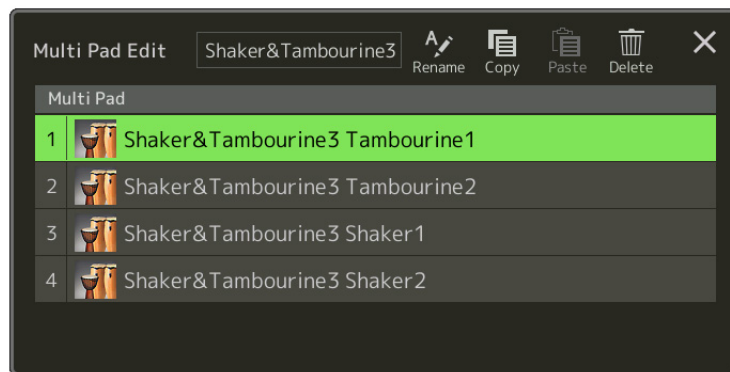 Multi Pad Edit Shaker&Tambourine3 Rename Copy Paste Delete
Multi Pad
1 Shaker&Tambourine3 Tambourine1
2 Shaker&Tambourine3 Tambourine2
3 Shaker&Tambourine3 Shaker1
4 Shaker&Tambourine3 Shaker2